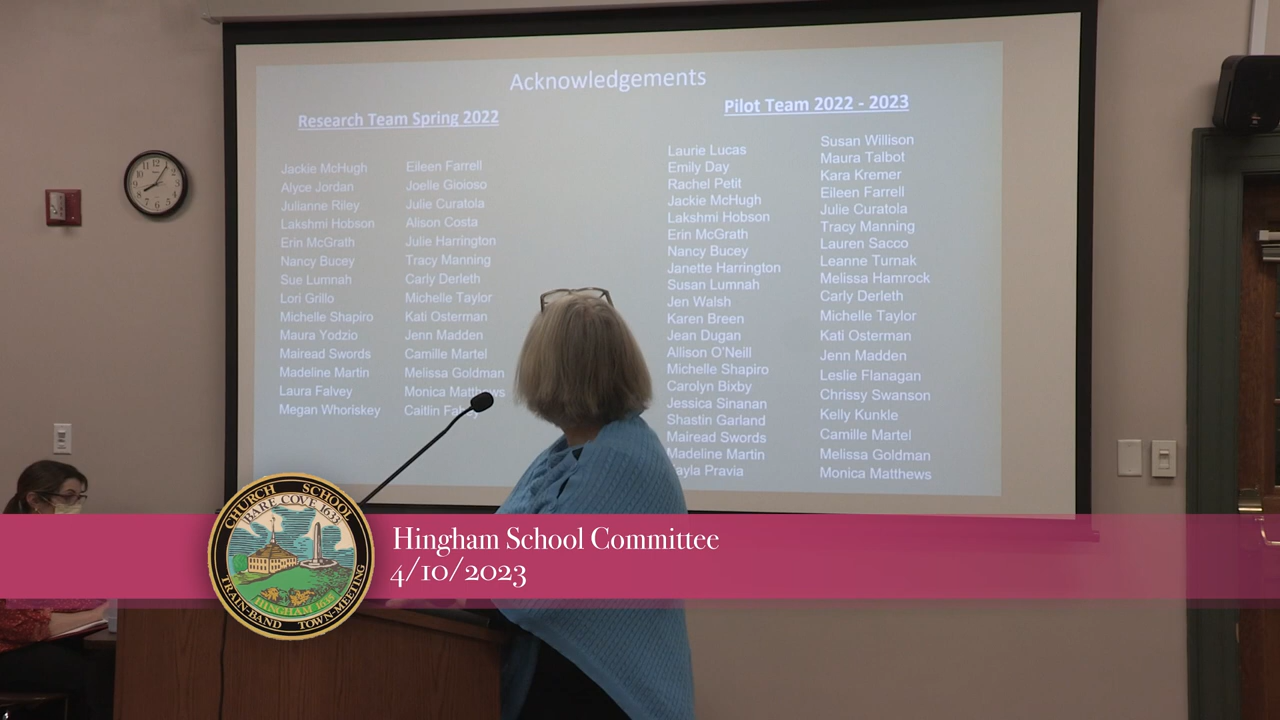 Acknowledgements
Research Team Spring 2022
Jackie McHugh
Alyce Jordan
Julianne Riley
Lakshmi Hobson
Erin McGrath
Nancy Bucey
Sue Lumnah
Lori Grillo
Michelle Shapiro
Maura Yodzio
Mairead Swords
Madeline Martin
Laura Falvey
Megan Whoriskey
Eileen Farrell
Joelle Gioioso
Julie Curatola
Alison Costa
Julie Harrington
Tracy Manning
Carly Derleth
Michelle Taylor
Kati Osterman
Jenn Madden
Camille Martel
Melissa Goldman
Monica Matthews
Caitlin
Pilot Team 2022 - 2023
Laurie Lucas
Emily Day
Rachel Petit
Jackie McHugh
Lakshmi Hobson
Erin McGrath
Nancy Bucey
Janette Harrington
Susan Lumnah
Jen Walsh
Karen Breen
Jean Dugan
Allison O'Neill
Michelle Shapiro
Carolyn Bixby
Jessica Sinanan
Shastin Garland
Mairead Swords
Madeline Martin
Pravia
Susan Willison
Maura Talbot
Kara Kremer
Eileen Farrell
Julie Curatola
Tracy Manning
Lauren Sacco
Leanne Turnak
Melissa Hamrock
Carly Derleth
Michelle Taylor
Kati Osterman
Jenn Madden
Leslie Flanagan
Chrissy Swanson
Kelly Kunkle
Camille Martel
Melissa Goldman
Monica Matthews
CHURCH SCHOOL
BARE COVE 1633
HINGHAM 1635
TRAIN-BAND TOWN-MEETING
Hingham School Committee
4/10/2023